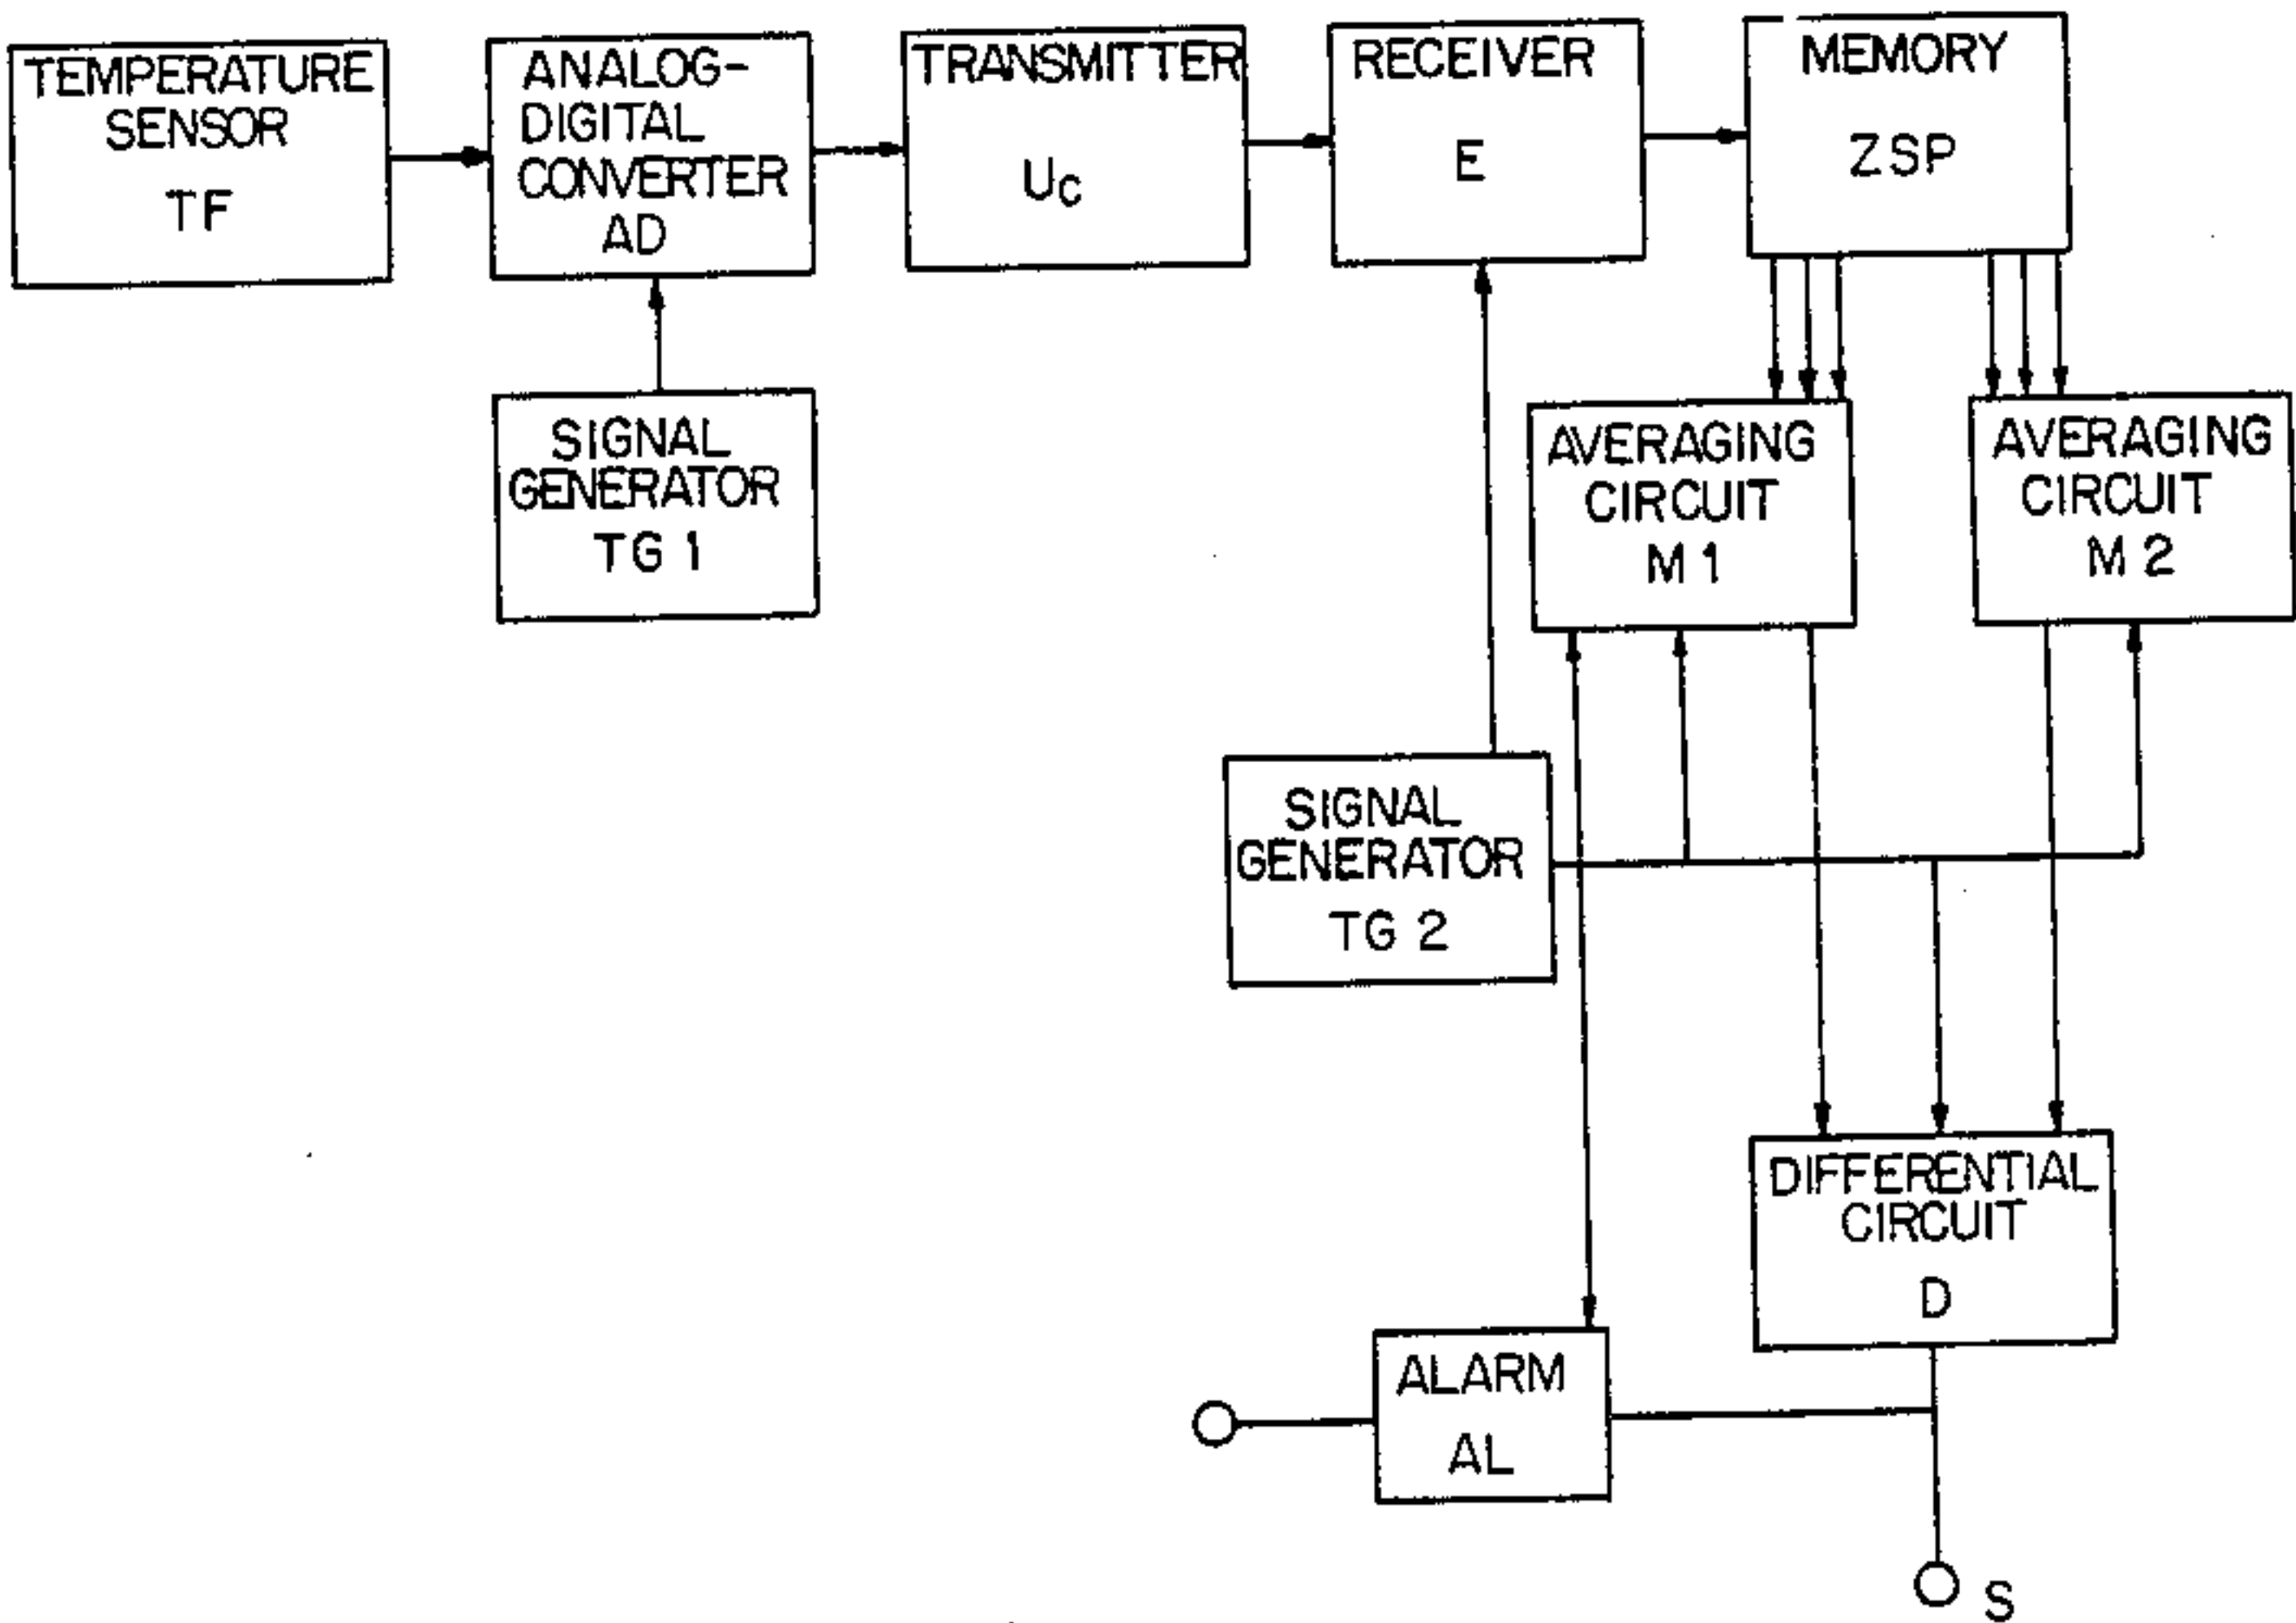 TEMPERATURE
SENSOR
TF
ANALOG-
DIGITAL
CONVERTER
AD
TRANSMITTER
Uc
RECEIVER
E
MEMORY
ZSP
SIGNAL
GENERATOR
TG 1
AVERAGING
CIRCUIT
M 1
AVERAGING
CIRCUIT
M 2
SIGNAL
GENERATOR
TG 2
DIFFERENTIAL
CIRCUIT
D
ALARM
AL
S